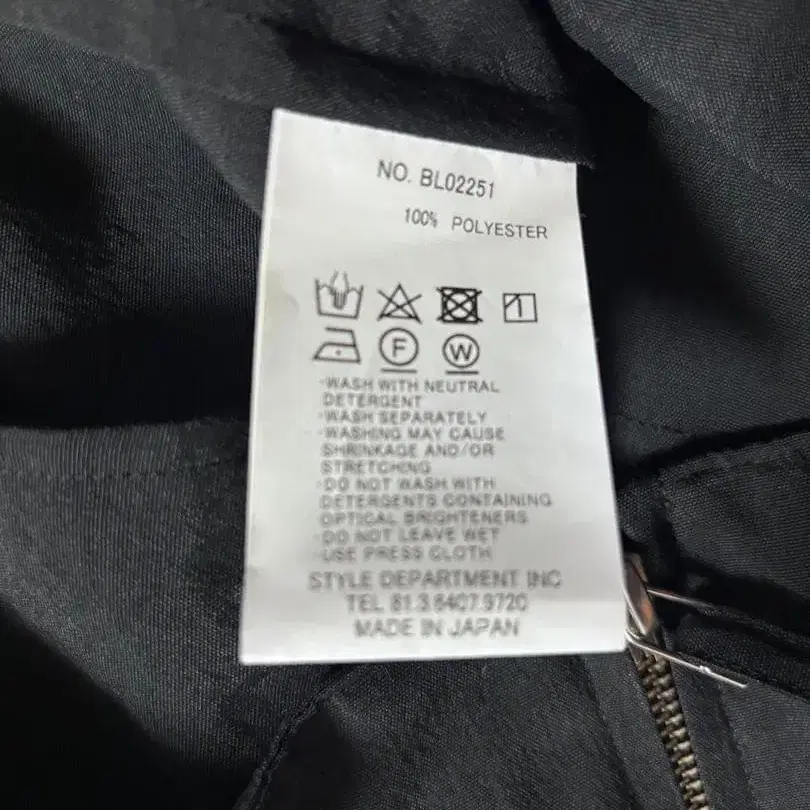 NO. BL02251
100% POLYESTER
F W
·WASH WITH NEUTRAL
DETERGENT
·WASH SEPARATELY
·WASHING MAY CAUSE
SHRINKAGE AND/OR
STRETCHING
·DO NOT WASH WITH
DETERGENTS CONTAINING
OPTICAL BRIGHTENERS
·DO NOT LEAVE WET
·USE PRESS CLOTH
STYLE DEPARTMENT INC
TEL 81.3.6407.9720
MADE IN JAPAN